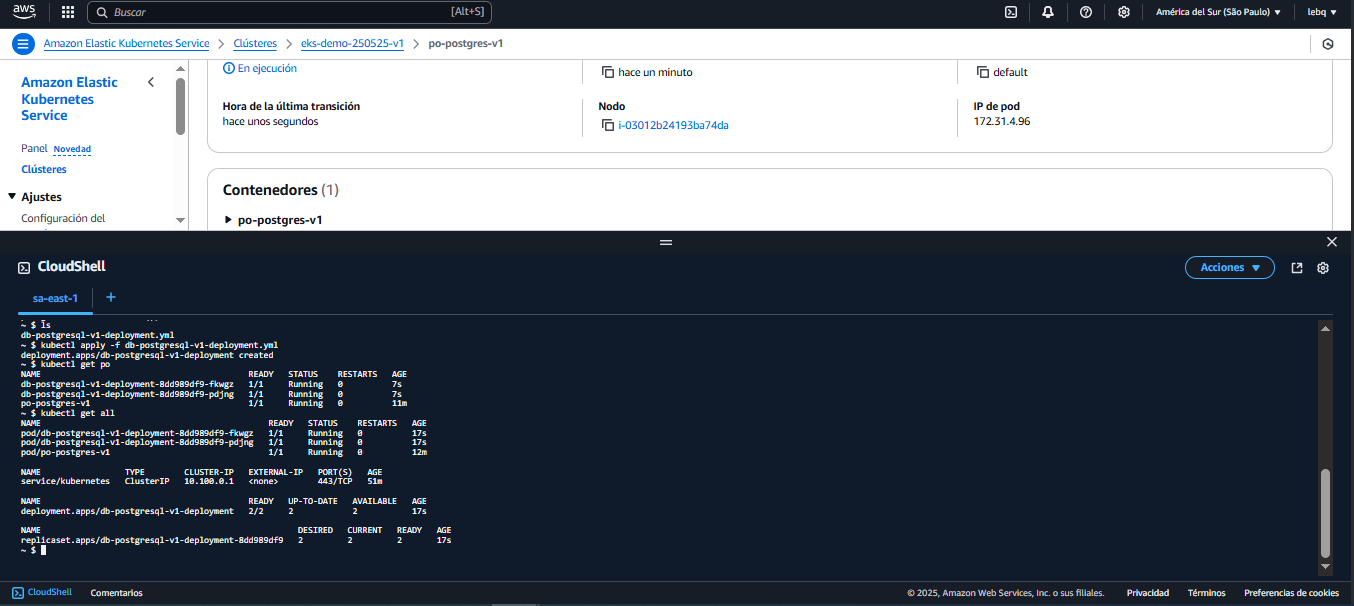 aws
Buscar [Alt+S]
América del Sur (São Paulo)
lebq
Amazon Elastic Kubernetes Service > Clústeres > eks-demo-250525-v1 > po-postgres-v1
Amazon Elastic
Kubernetes
Service
Panel Novedad
Clústeres
Ajustes
Configuración del
En ejecución
hace un minuto
default
Hora de la última transición
hace unos segundos
Nodo
i-03012b24193ba74da
IP de pod
172.31.4.96
Contenedores (1)
po-postgres-v1
CloudShell
Acciones
sa-east-1
~ $ ls
db-postgresql-v1-deployment.yml
~ $ kubectl apply -f db-postgresql-v1-deployment.yml
deployment.apps/db-postgresql-v1-deployment created
~ $ kubectl get po
NAME READY STATUS RESTARTS AGE
db-postgresql-v1-deployment-8dd989df9-fkwgz 1/1 Running 0 7s
db-postgresql-v1-deployment-8dd989df9-pdjng 1/1 Running 0 7s
po-postgres-v1 1/1 Running 0 11m
~ $ kubectl get all
NAME READY STATUS RESTARTS AGE
pod/db-postgresql-v1-deployment-8dd989df9-fkwgz 1/1 Running 0 17s
pod/db-postgresql-v1-deployment-8dd989df9-pdjng 1/1 Running 0 17s
pod/po-postgres-v1 1/1 Running 0 12m
NAME TYPE CLUSTER-IP EXTERNAL-IP PORT(S) AGE
service/kubernetes ClusterIP 10.100.0.1 <none> 443/TCP 51m
NAME READY UP-TO-DATE AVAILABLE AGE
deployment.apps/db-postgresql-v1-deployment 2/2 2 2 17s
NAME DESIRED CURRENT READY AGE
replicaset.apps/db-postgresql-v1-deployment-8dd989df9 2 2 2 17s
~ $
CloudShell Comentarios © 2025, Amazon Web Services, Inc. o sus filiales. Privacidad Términos Preferencias de cookies